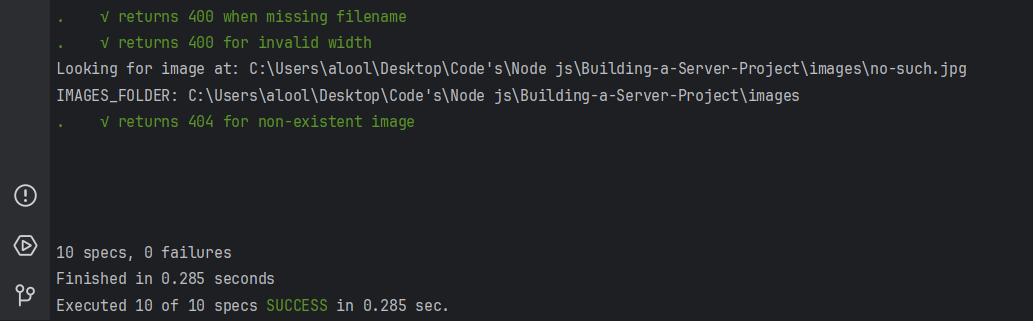 .    √ returns 400 when missing filename
.    √ returns 400 for invalid width
Looking for image at: C:\Users\alool\Desktop\Code's\Node js\Building-a-Server-Project\images\no-such.jpg
IMAGES_FOLDER: C:\Users\alool\Desktop\Code's\Node js\Building-a-Server-Project\images
.    √ returns 404 for non-existent image
10 specs, 0 failures
Finished in 0.285 seconds
Executed 10 of 10 specs SUCCESS in 0.285 sec.